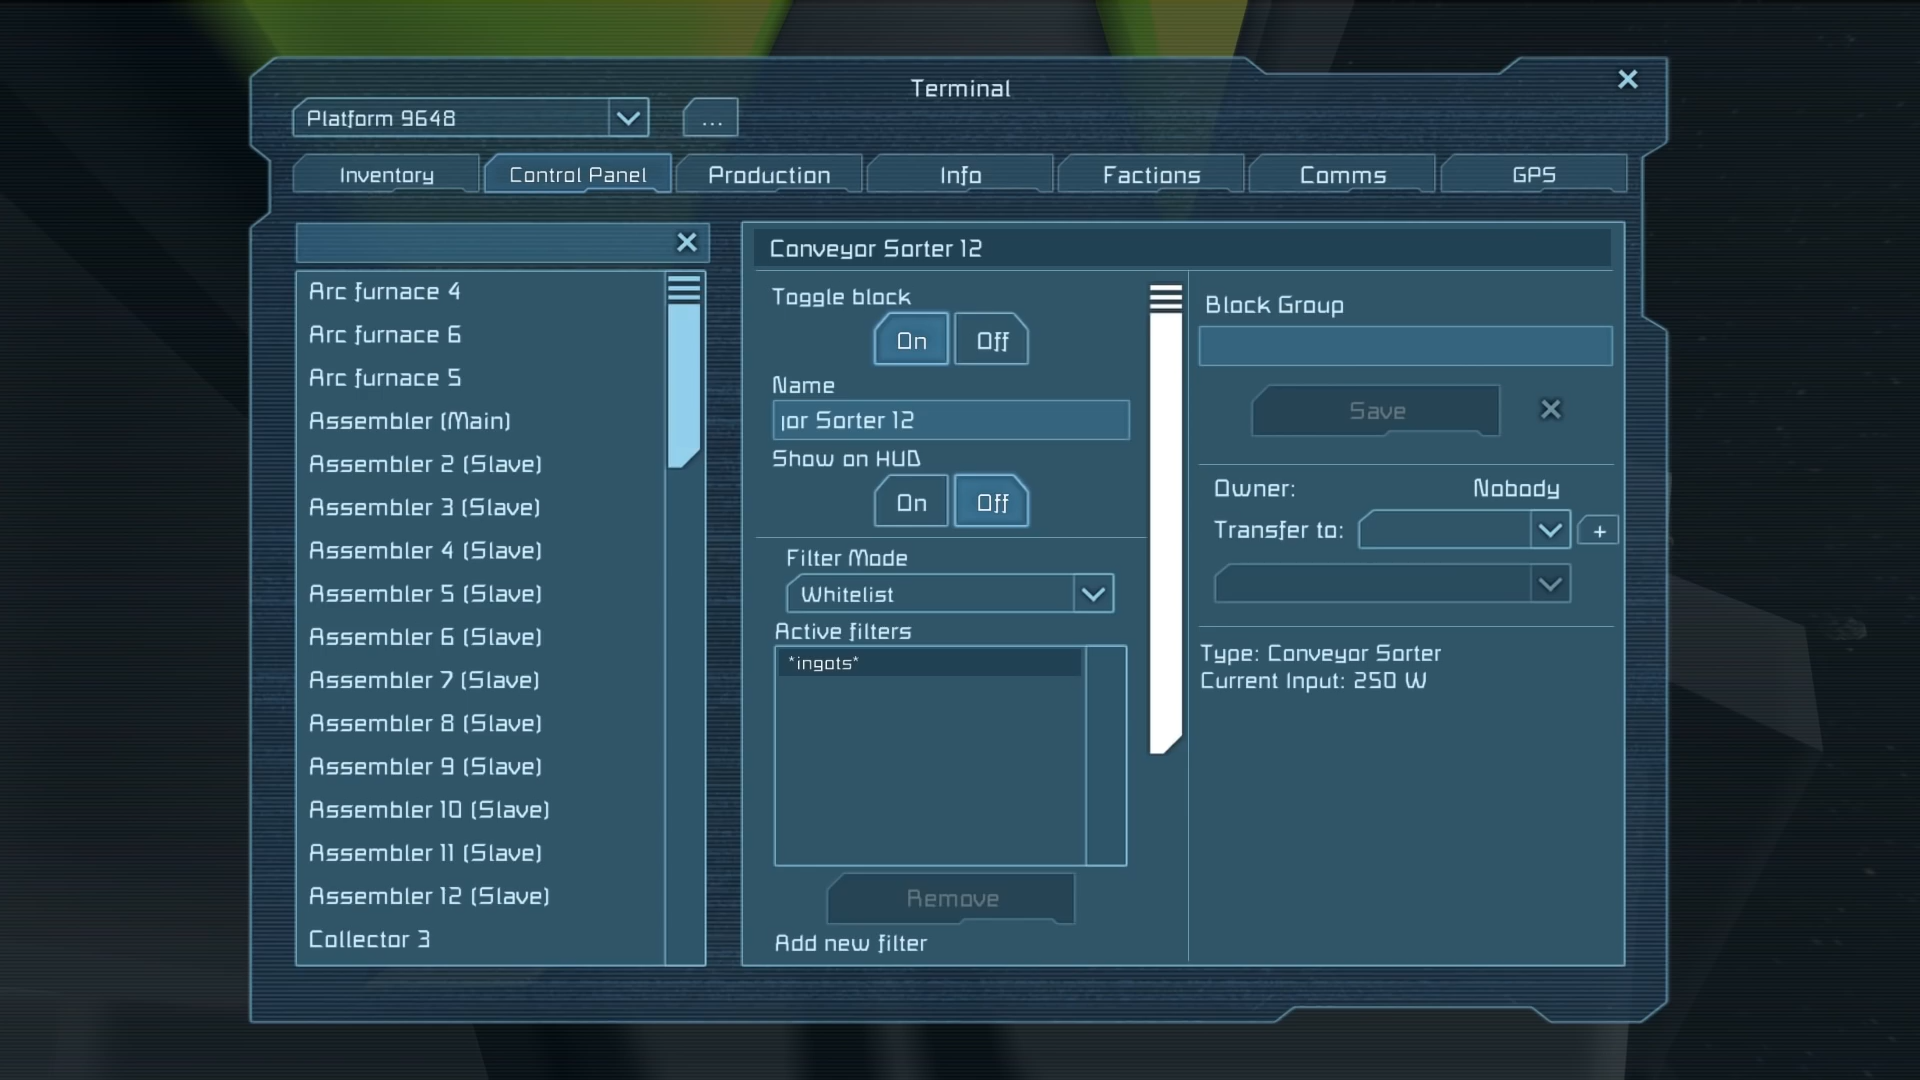 Terminal
Platform 9648
...
Inventory
Control Panel
Production
Info
Factions
Comms
GPS
Arc furnace 4
Arc furnace 6
Arc furnace 5
Assembler (Main)
Assembler 2 (Slave)
Assembler 3 (Slave)
Assembler 4 (Slave)
Assembler 5 (Slave)
Assembler 6 (Slave)
Assembler 7 (Slave)
Assembler 8 (Slave)
Assembler 9 (Slave)
Assembler 10 (Slave)
Assembler 11 (Slave)
Assembler 12 (Slave)
Collector 3
Conveyor Sorter 12
Toggle block
On
Off
Name
or Sorter 12
Show on HUD
On
Off
Filter Mode
Whitelist
Active filters
*ingots*
Remove
Add new filter
Block Group
Save
Owner: Nobody
Transfer to:
+
Type: Conveyor Sorter
Current Input: 250 W